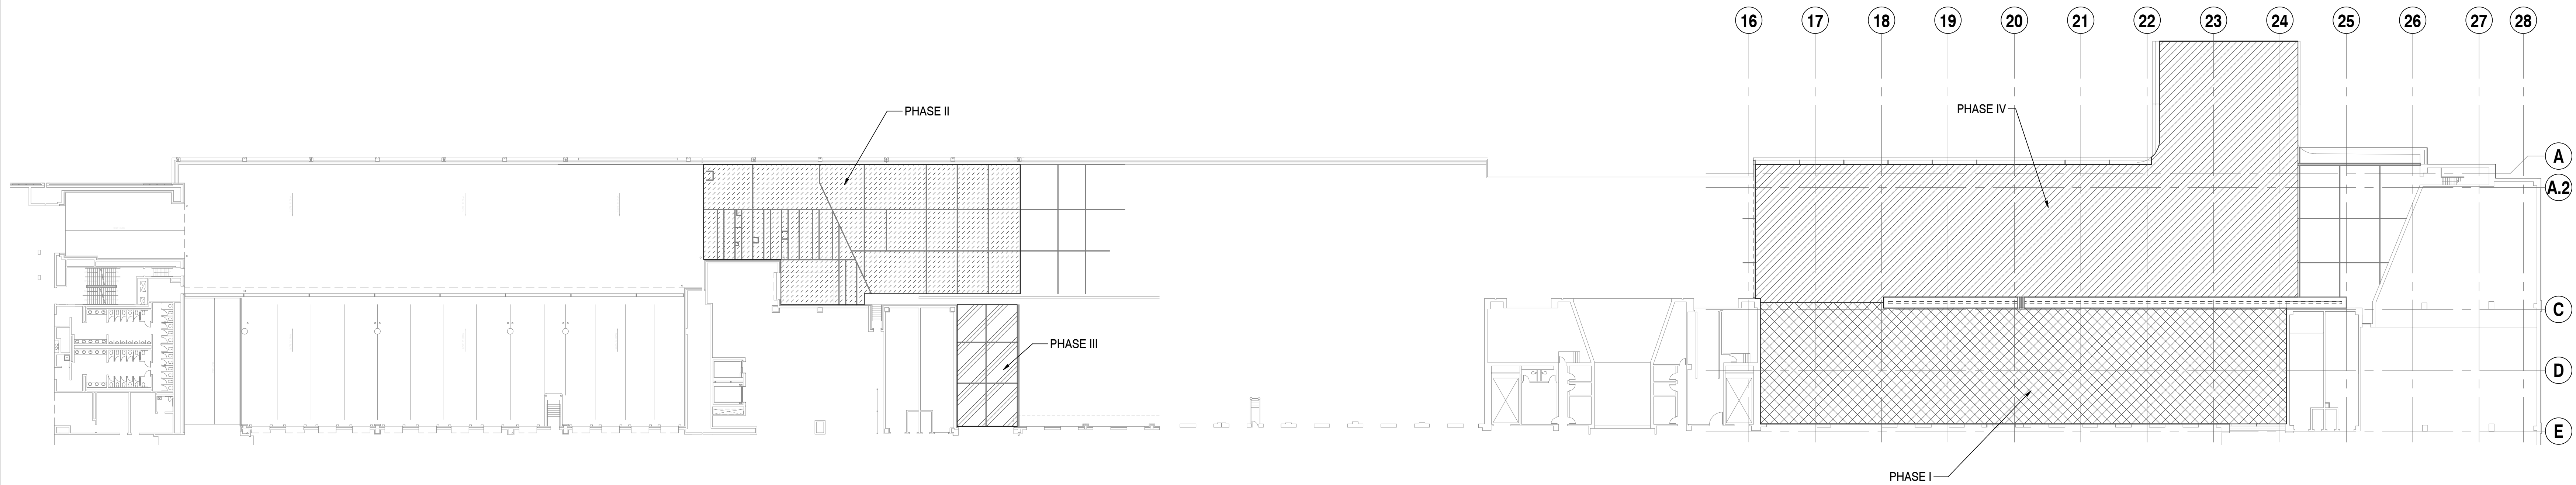 16 17 18 19 20 21 22 23 24 25 26 27 28
PHASE II
PHASE IV
A
A.2
C
PHASE III
D
E
PHASE I